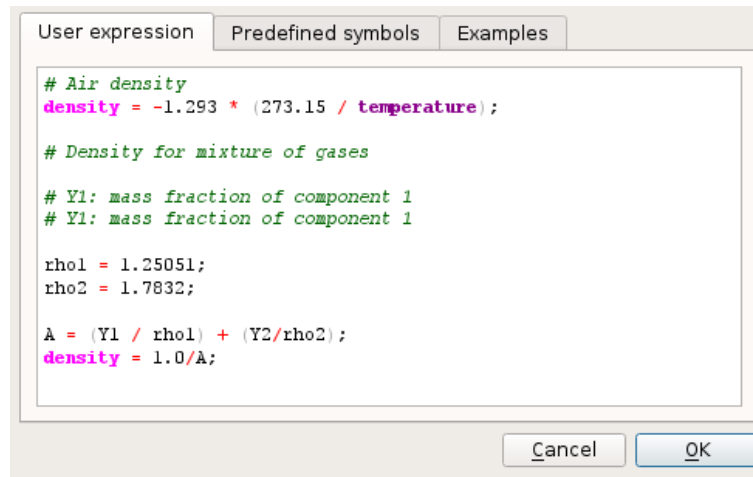 User expression
Predefined symbols
Examples
# Air density
density = -1.293 * (273.15 / temperature);
# Density for mixture of gases
# Y1: mass fraction of component 1
# Y1: mass fraction of component 1
rho1 = 1.25051;
rho2 = 1.7832;
A = (Y1 / rho1) + (Y2/rho2);
density = 1.0/A;
Cancel
OK